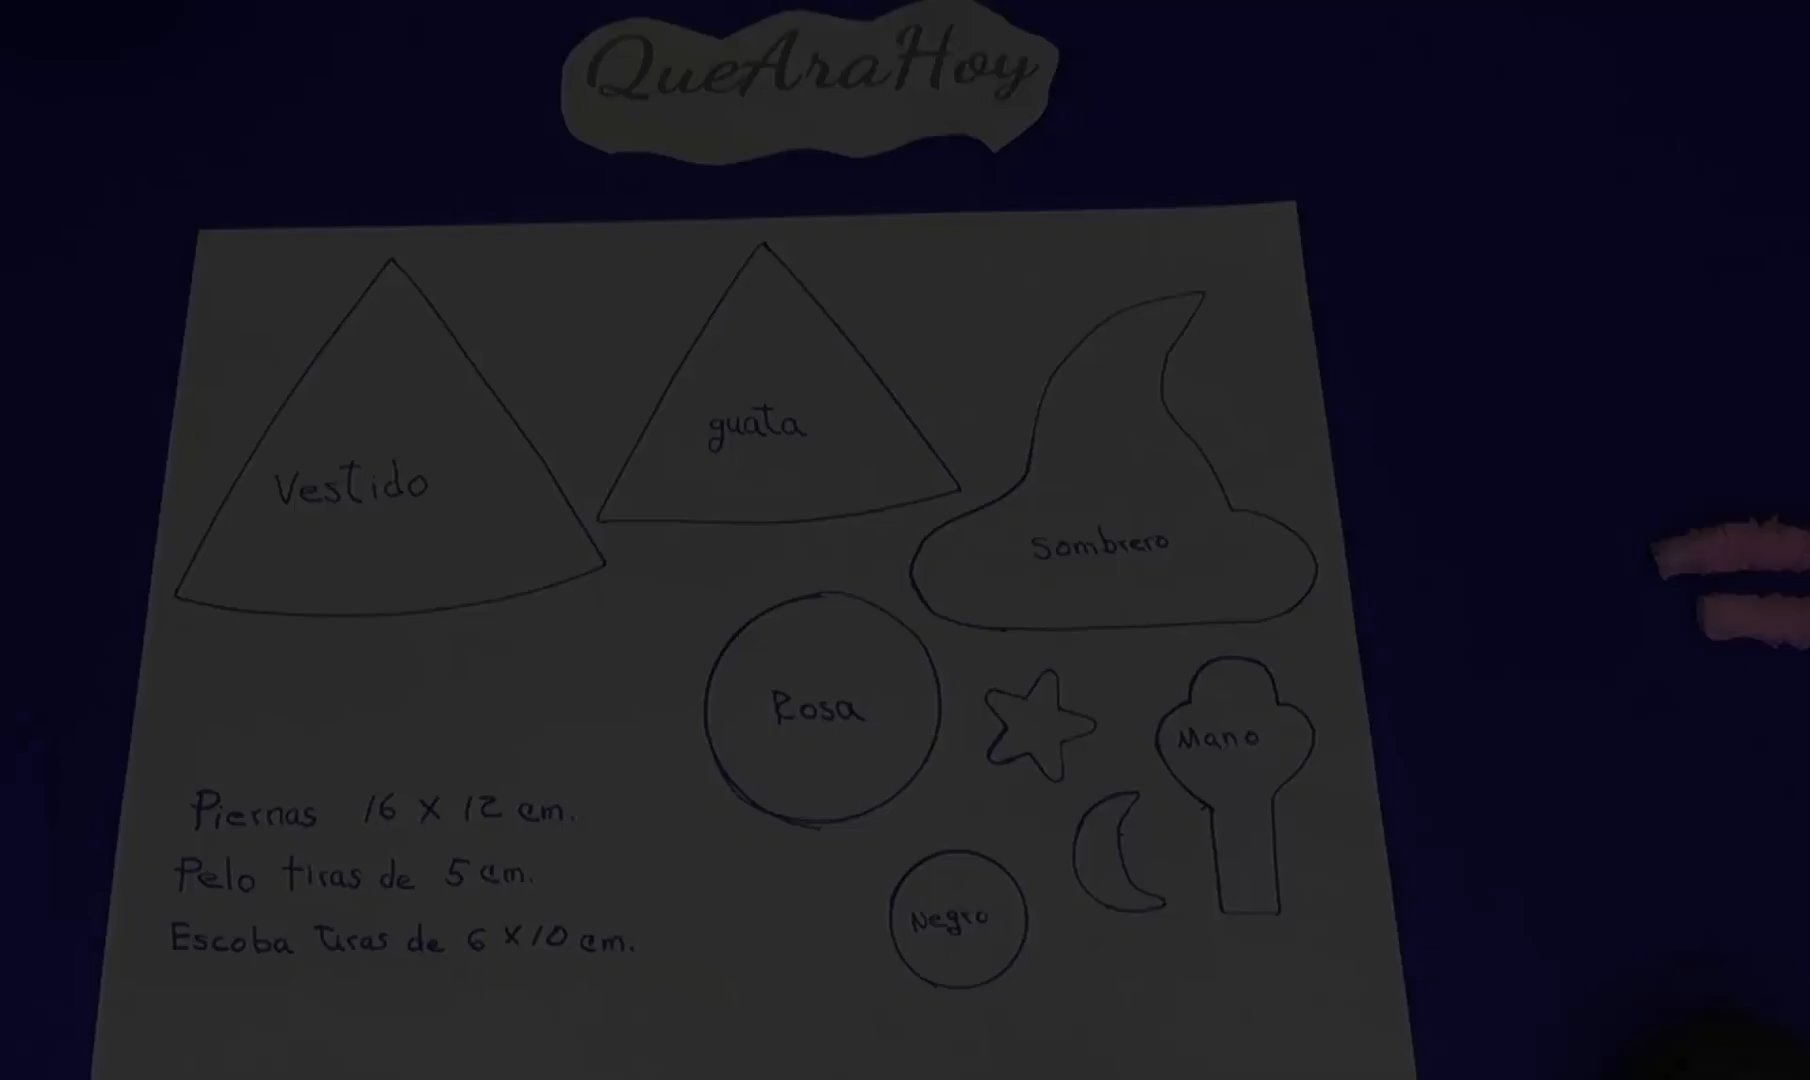 QueAraHoy
Vestido
guata
Sombrero
Rosa
Mano
Negro
Piernas 16 X 12 cm.
Pelo tiras de 5 cm.
Escoba Tiras de 6 X 10 cm.